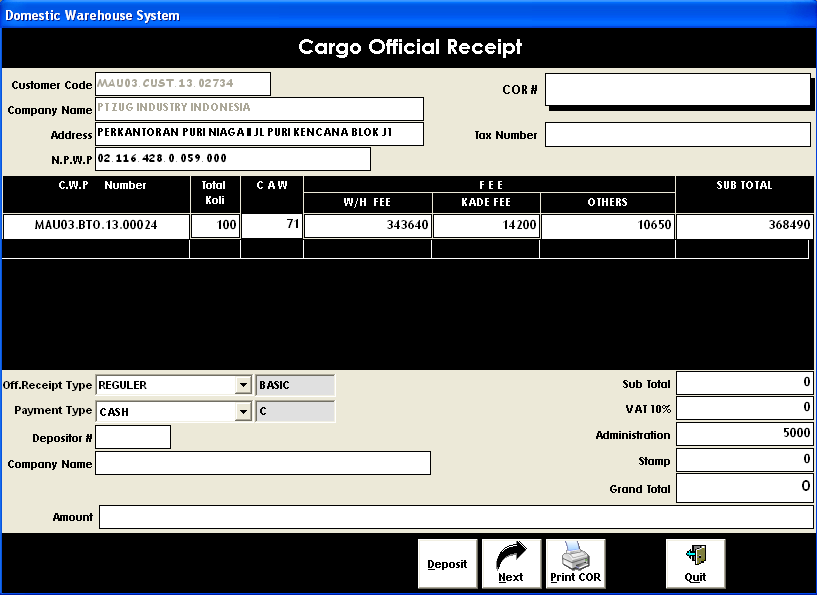 Domestic Warehouse System
Cargo Official Receipt
Customer Code MAU03.CUST.13.02734
COR #
Company Name PT ZUG INDUSTRY INDONESIA
Address PERKANTORAN PURI NIAGA II JL PURI KENCANA BLOK J1
Tax Number
N.P.W.P 02.116.428.0.059.000
C.W.P Number Total Koli C A W F E E SUB TOTAL
W/H FEE KADE FEE OTHERS
MAU03.BTO.13.00024 100 71 343640 14200 10650 368490
Off.Receipt Type REGULER BASIC
Sub Total 0
Payment Type CASH C
VAT 10% 0
Depositor #
Administration 5000
Company Name
Stamp 0
Grand Total 0
Amount
Deposit Next Print COR Quit